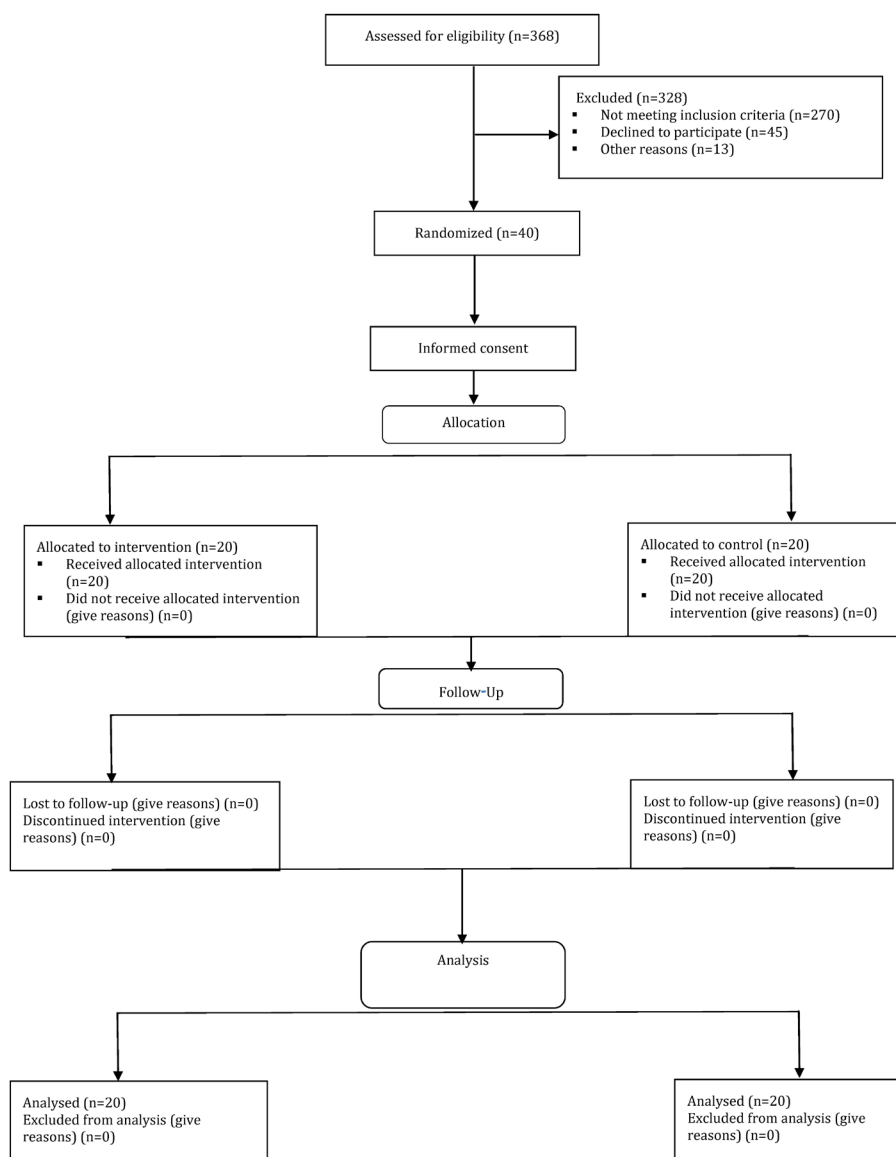 Assessed for eligibility (n=368)
Excluded (n=328)
▪ Not meeting inclusion criteria (n=270)
▪ Declined to participate (n=45)
▪ Other reasons (n=13)
Randomized (n=40)
Informed consent
Allocation
Allocated to intervention (n=20)
▪ Received allocated intervention
(n=20)
▪ Did not receive allocated intervention
(give reasons) (n=0)
Allocated to control (n=20)
▪ Received allocated intervention
(n=20)
▪ Did not receive allocated
intervention (give reasons) (n=0)
Follow-Up
Lost to follow-up (give reasons) (n=0)
Discontinued intervention (give
reasons) (n=0)
Lost to follow-up (give reasons) (n=0)
Discontinued intervention (give
reasons) (n=0)
Analysis
Analysed (n=20)
Excluded from analysis (give
reasons) (n=0)
Analysed (n=20)
Excluded from analysis (give
reasons) (n=0)